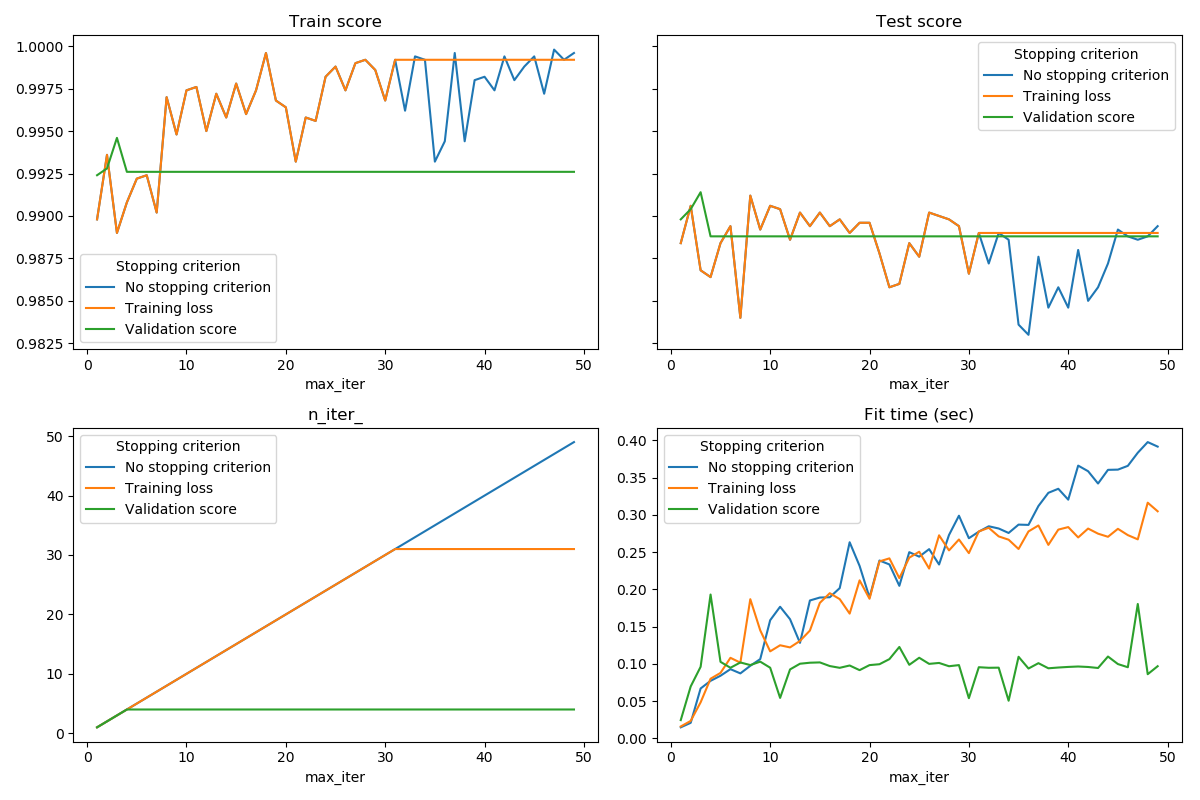 Train score
1.0000
0.9975
0.9950
0.9925
0.9900
0.9875
0.9850
0.9825
Stopping criterion
No stopping criterion
Training loss
Validation score
0 10 20 30 40 50
max_iter
Test score
Stopping criterion
No stopping criterion
Training loss
Validation score
0 10 20 30 40 50
max_iter
n_iter_
50
40
30
20
10
0
Stopping criterion
No stopping criterion
Training loss
Validation score
0 10 20 30 40 50
max_iter
Fit time (sec)
0.40
0.35
0.30
0.25
0.20
0.15
0.10
0.05
0.00
Stopping criterion
No stopping criterion
Training loss
Validation score
0 10 20 30 40 50
max_iter